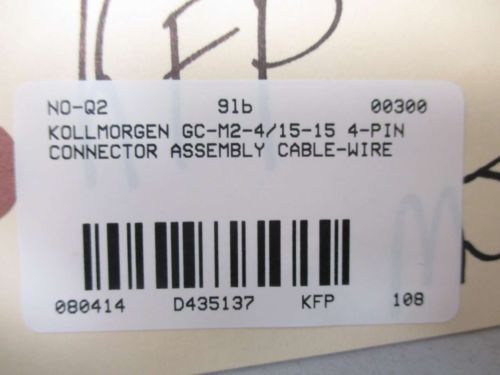 KFP
NO-Q2 9lb 00300
KOLLMORGEN GC-M2-4/15-15 4-PIN
CONNECTOR ASSEMBLY CABLE-WIRE
080414 D435137 KFP 108